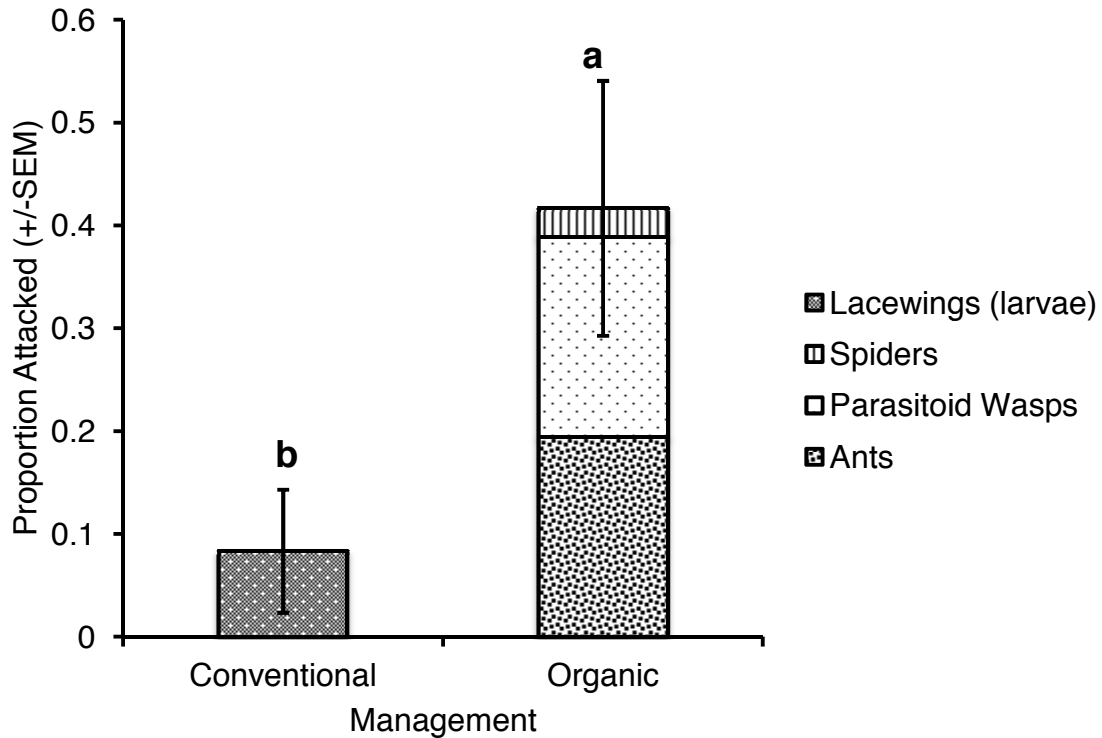 0.6
0.5
0.4
0.3
0.2
0.1
0
Proportion Attacked (+/-SEM)
b
a
Conventional
Organic
Management
Lacewings (larvae)
Spiders
Parasitoid Wasps
Ants